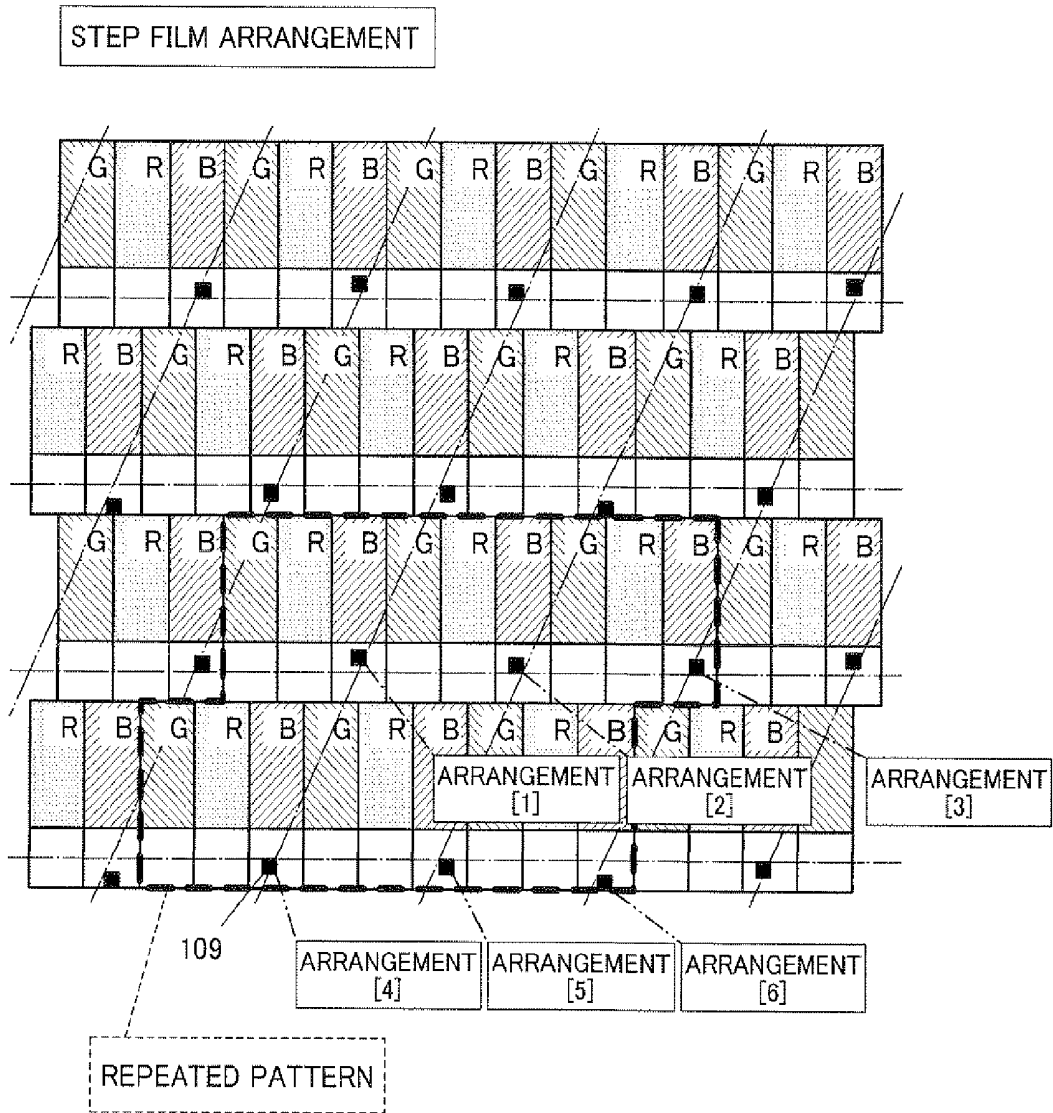 STEP FILM ARRANGEMENT
G R B G R B G R B G R B G R B
R B G R B G R B G R B G R B
G R B G R B G R B G R B G R B
R B G R B G R B G R B G R B
ARRANGEMENT
[1]
ARRANGEMENT
[2]
ARRANGEMENT
[3]
109
ARRANGEMENT
[4]
ARRANGEMENT
[5]
ARRANGEMENT
[6]
REPEATED PATTERN